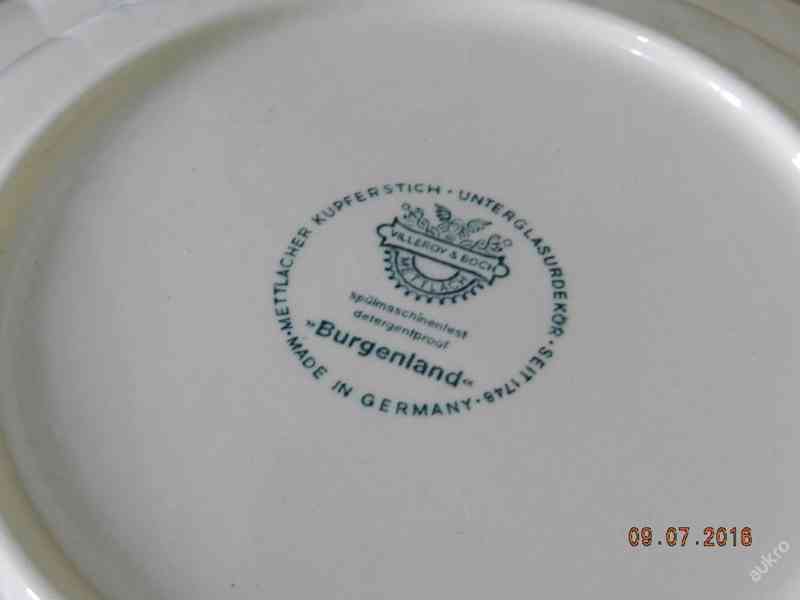 METTLACHER KUPFERSTICH · UNTERGLASURDEKOR · SEIT 1748 ·
VILLEROY & BOCH
METTLACH
spülmaschinenfest
detergentproof
»Burgenland«
MADE IN GERMANY ·
09.07.2016
aukro